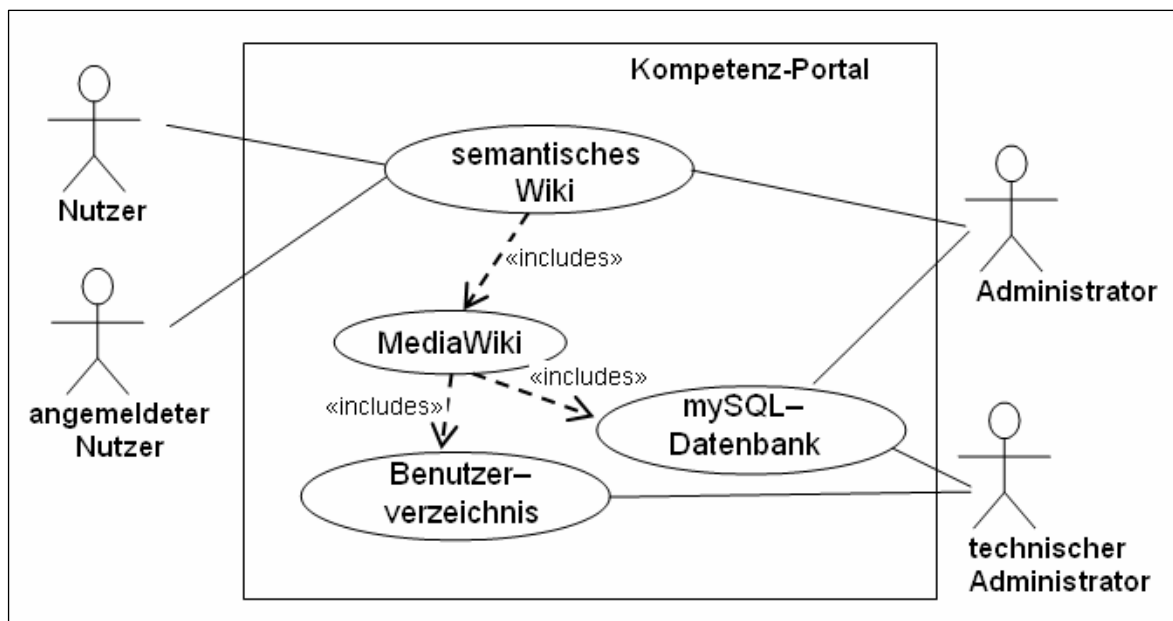 Kompetenz-Portal
Nutzer
semantisches
Wiki
Administrator
«includes»
angemeldeter
Nutzer
MediaWiki
«includes»
«includes»
mySQL–
Datenbank
Benutzer–
verzeichnis
technischer
Administrator